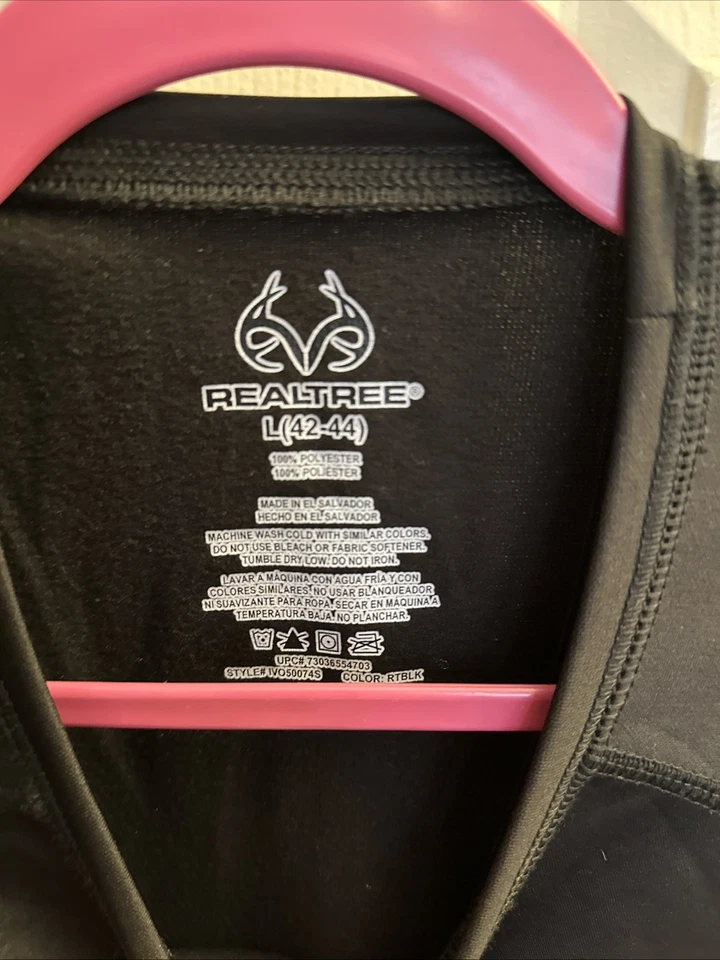 REALTREE®
L(42-44)
100% POLYESTER
100% POLIESTER
MADE IN EL SALVADOR
HECHO EN EL SALVADOR
MACHINE WASH COLD WITH SIMILAR COLORS.
DO NOT USE BLEACH OR FABRIC SOFTENER.
TUMBLE DRY LOW. DO NOT IRON.
LAVAR A MÁQUINA CON AGUA FRÍA Y CON
COLORES SIMILARES. NO USAR BLANQUEADOR
NI SUAVIZANTE PARA ROPA. SECAR EN MÁQUINA A
TEMPERATURA BAJA. NO PLANCHAR.
UPC# 73036554703
STYLE# IVQ50074S COLOR: RTBLK